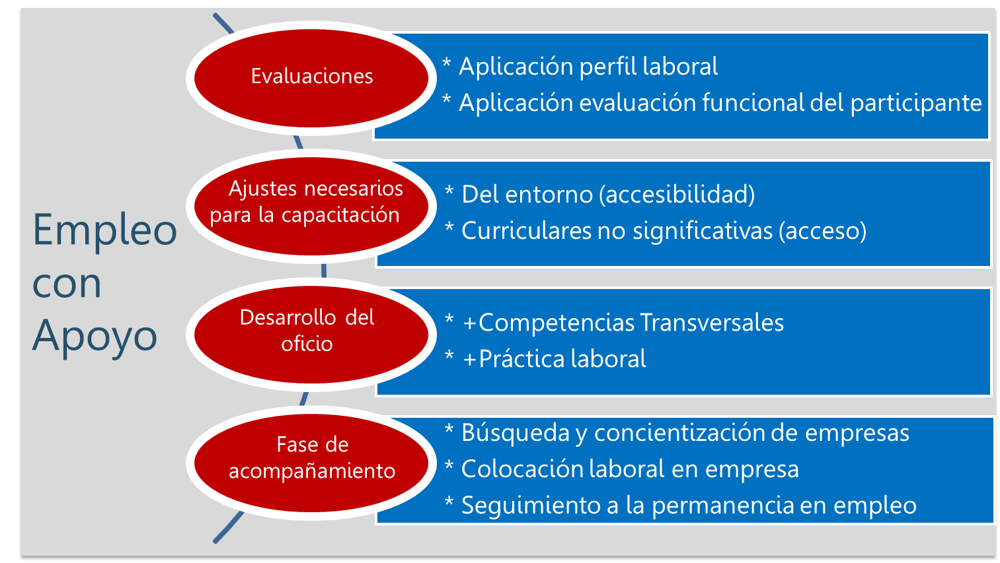 Empleo
con
Apoyo
Evaluaciones
* Aplicación perfil laboral
* Aplicación evaluación funcional del participante
Ajustes necesarios
para la capacitación
* Del entorno (accesibilidad)
* Curriculares no significativas (acceso)
Desarrollo del
oficio
* +Competencias Transversales
* +Práctica laboral
Fase de
acompañamiento
* Búsqueda y concientización de empresas
* Colocación laboral en empresa
* Seguimiento a la permanencia en empleo